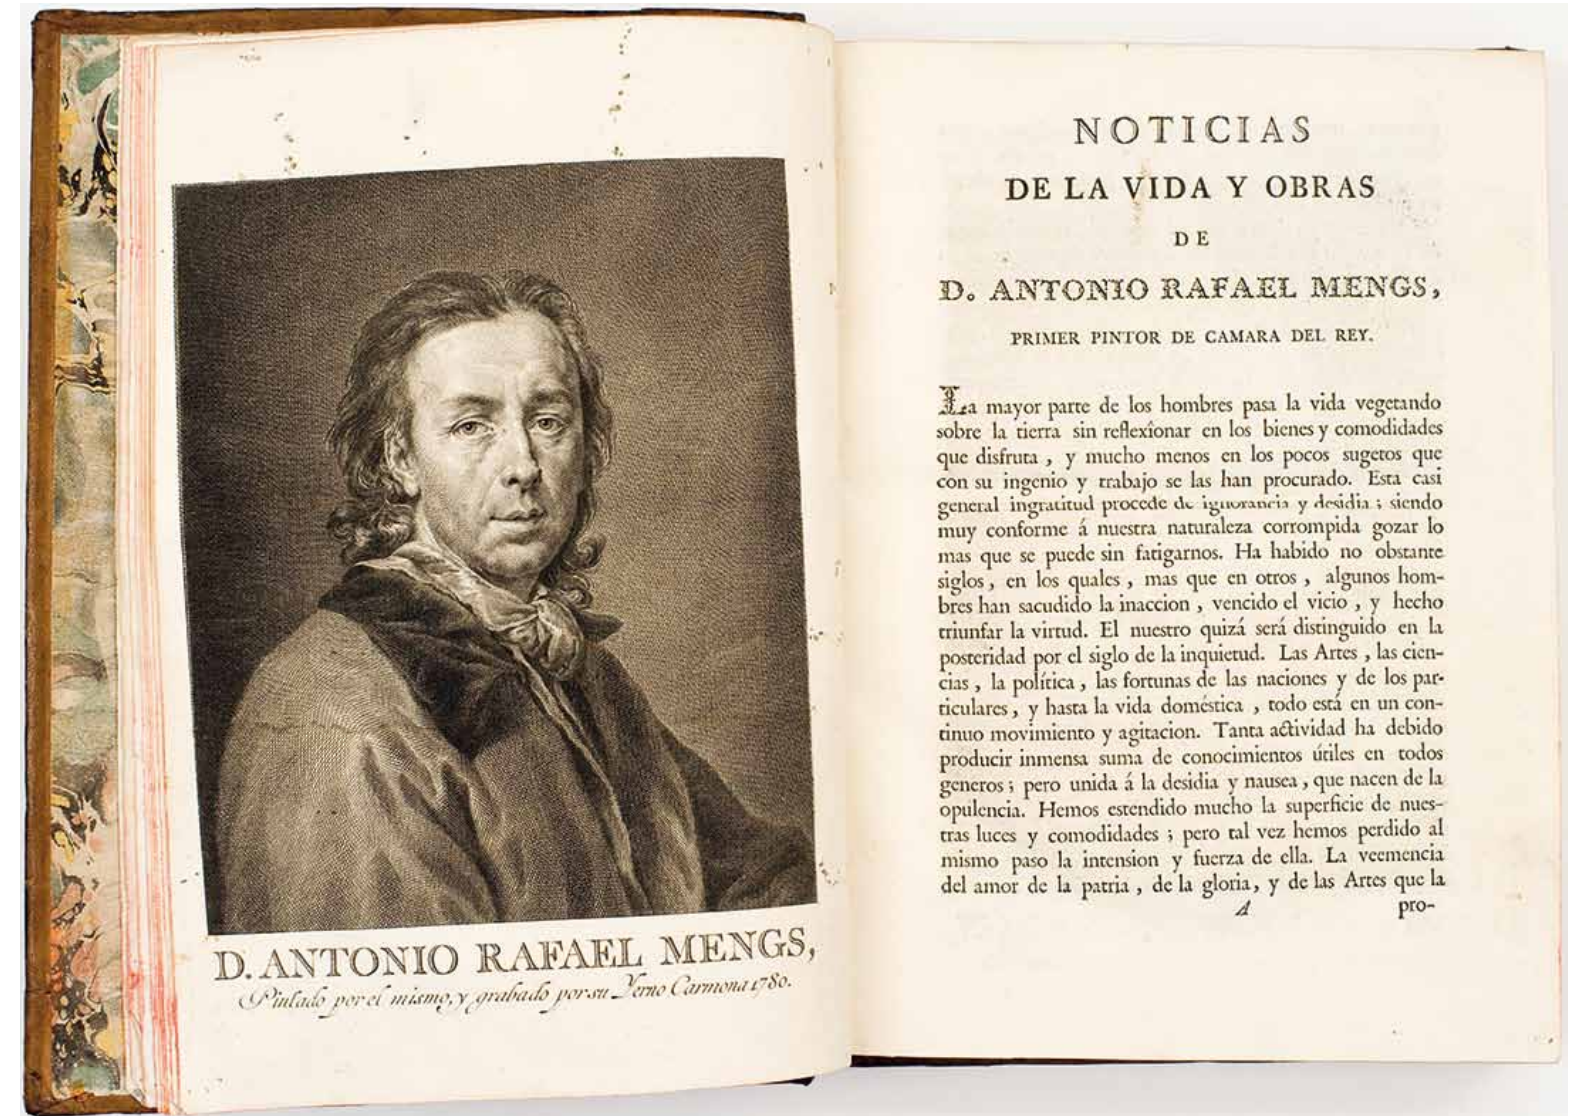 D. ANTONIO RAFAEL MENGS,
Pintado por el mismo, y grabado por su Yerno Carmona 1780.
NOTICIAS
DE LA VIDA Y OBRAS
DE
D. ANTONIO RAFAEL MENGS,
PRIMER PINTOR DE CAMARA DEL REY.
La mayor parte de los hombres pasa la vida vegetando
sobre la tierra sin reflexîonar en los bienes y comodidades
que disfruta , y mucho menos en los pocos sugetos que
con su ingenio y trabajo se las han procurado. Esta casi
general ingratitud procede de ignorancia y desidia ; siendo
muy conforme á nuestra naturaleza corrompida gozar lo
mas que se puede sin fatigarnos. Ha habido no obstante
siglos , en los quales , mas que en otros , algunos hom-
bres han sacudido la inaccion , vencido el vicio , y hecho
triunfar la virtud. El nuestro quizá será distinguido en la
posteridad por el siglo de la inquietud. Las Artes , las cien-
cias , la política , las fortunas de las naciones y de los par-
ticulares , y hasta la vida doméstica , todo está en un con-
tinuo movimiento y agitacion. Tanta actividad ha debido
producir inmensa suma de conocimientos útiles en todos
generos ; pero unida á la desidia y nausea , que nacen de la
opulencia. Hemos estendido mucho la superficie de nues-
tras luces y comodidades ; pero tal vez hemos perdido al
mismo paso la intension y fuerza de ella. La veemencia
del amor de la patria , de la gloria, y de las Artes que la
A pro-